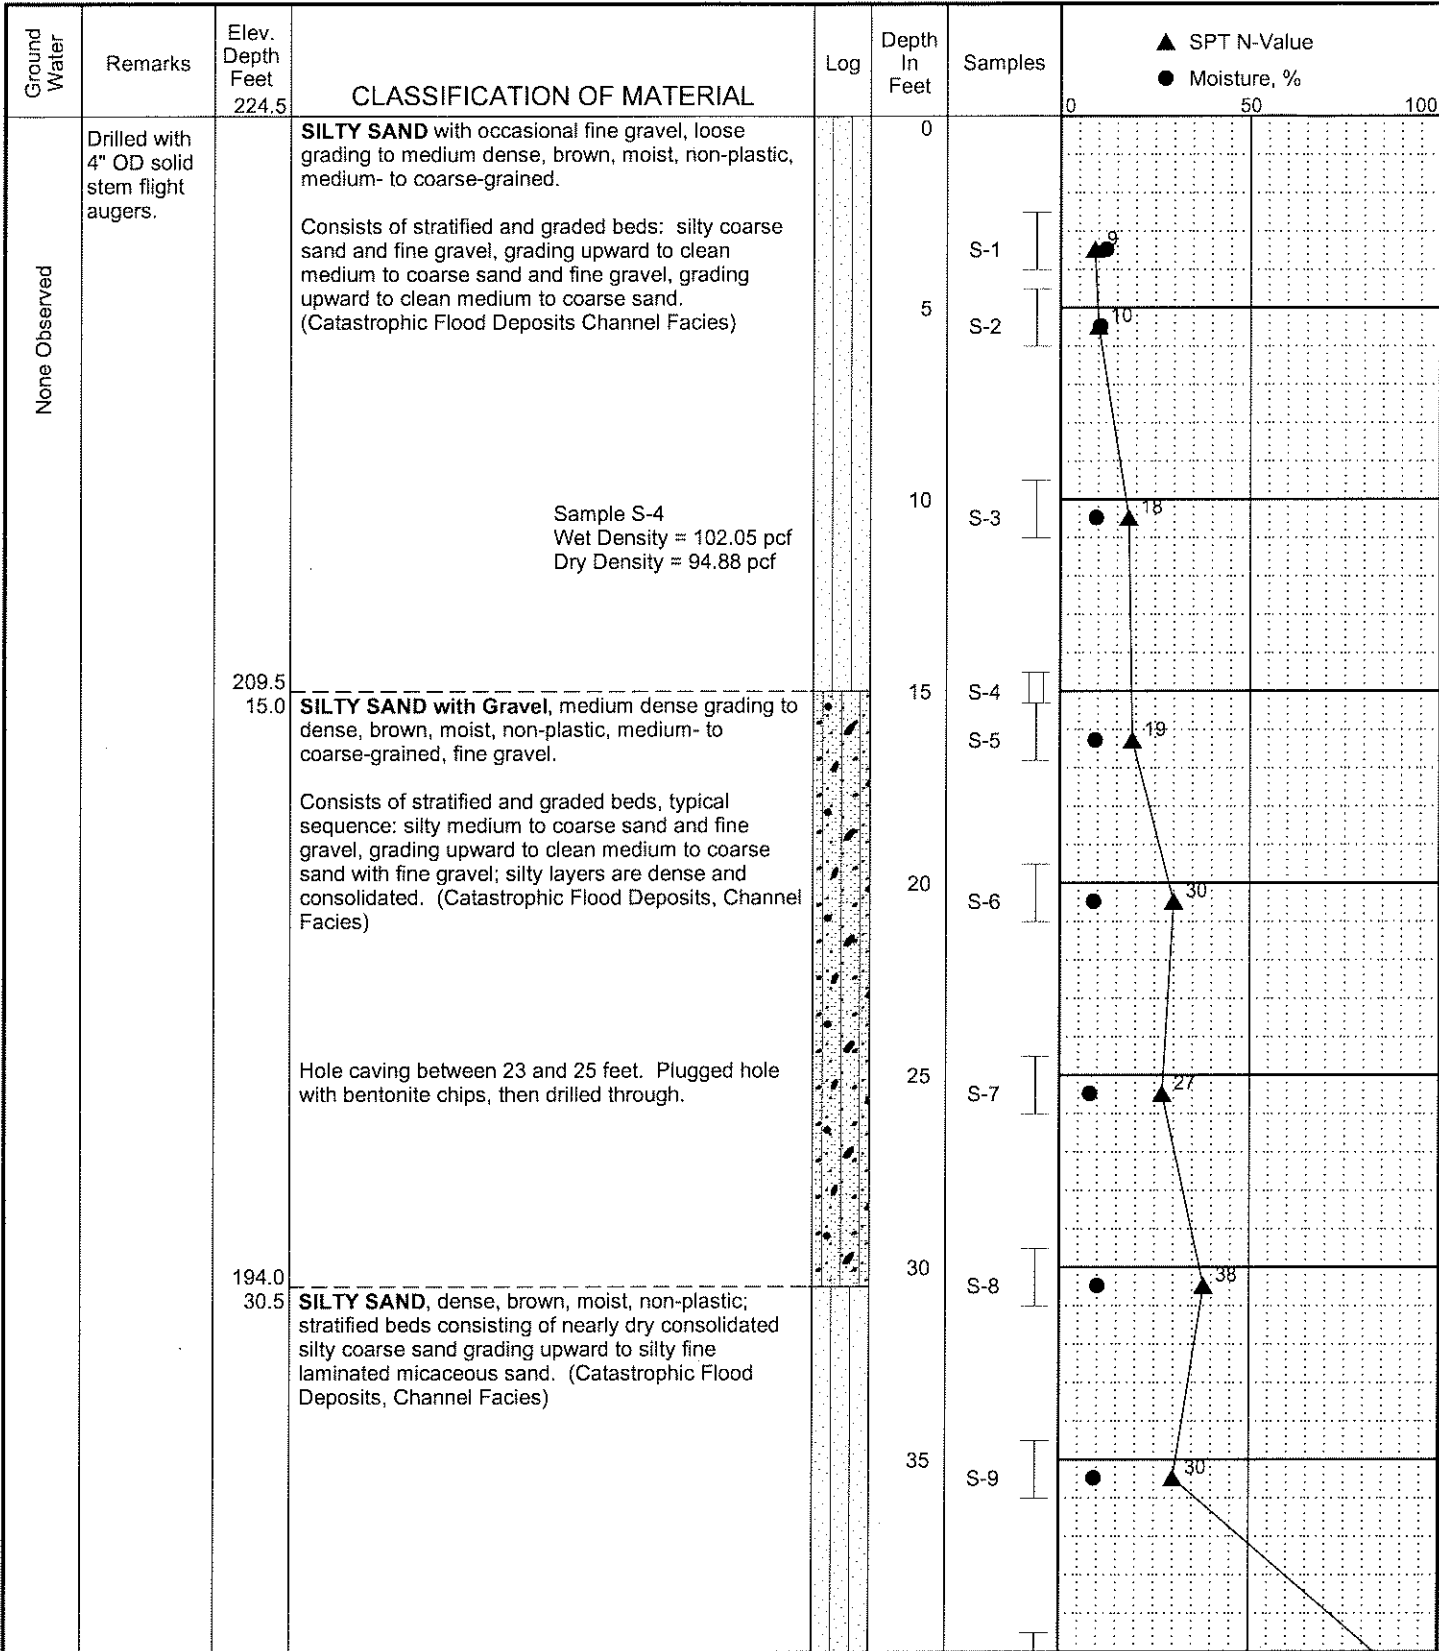 Ground
Water
Remarks
Elev.
Depth
Feet
224.5
CLASSIFICATION OF MATERIAL
Log
Depth
In
Feet
Samples
▲ SPT N-Value
● Moisture, %
0 50 100
None Observed
Drilled with
4" OD solid
stem flight
augers.
SILTY SAND with occasional fine gravel, loose
grading to medium dense, brown, moist, non-plastic,
medium- to coarse-grained.
Consists of stratified and graded beds: silty coarse
sand and fine gravel, grading upward to clean
medium to coarse sand and fine gravel, grading
upward to clean medium to coarse sand.
(Catastrophic Flood Deposits Channel Facies)
Sample S-4
Wet Density = 102.05 pcf
Dry Density = 94.88 pcf
209.5
15.0
SILTY SAND with Gravel, medium dense grading to
dense, brown, moist, non-plastic, medium- to
coarse-grained, fine gravel.
Consists of stratified and graded beds, typical
sequence: silty medium to coarse sand and fine
gravel, grading upward to clean medium to coarse
sand with fine gravel; silty layers are dense and
consolidated. (Catastrophic Flood Deposits, Channel
Facies)
Hole caving between 23 and 25 feet. Plugged hole
with bentonite chips, then drilled through.
194.0
30.5
SILTY SAND, dense, brown, moist, non-plastic;
stratified beds consisting of nearly dry consolidated
silty coarse sand grading upward to silty fine
laminated micaceous sand. (Catastrophic Flood
Deposits, Channel Facies)
0
S-1 9
5
S-2 10
10
S-3 18
15 S-4
S-5 19
20
S-6 30
25
S-7 27
30
S-8 38
35
S-9 30